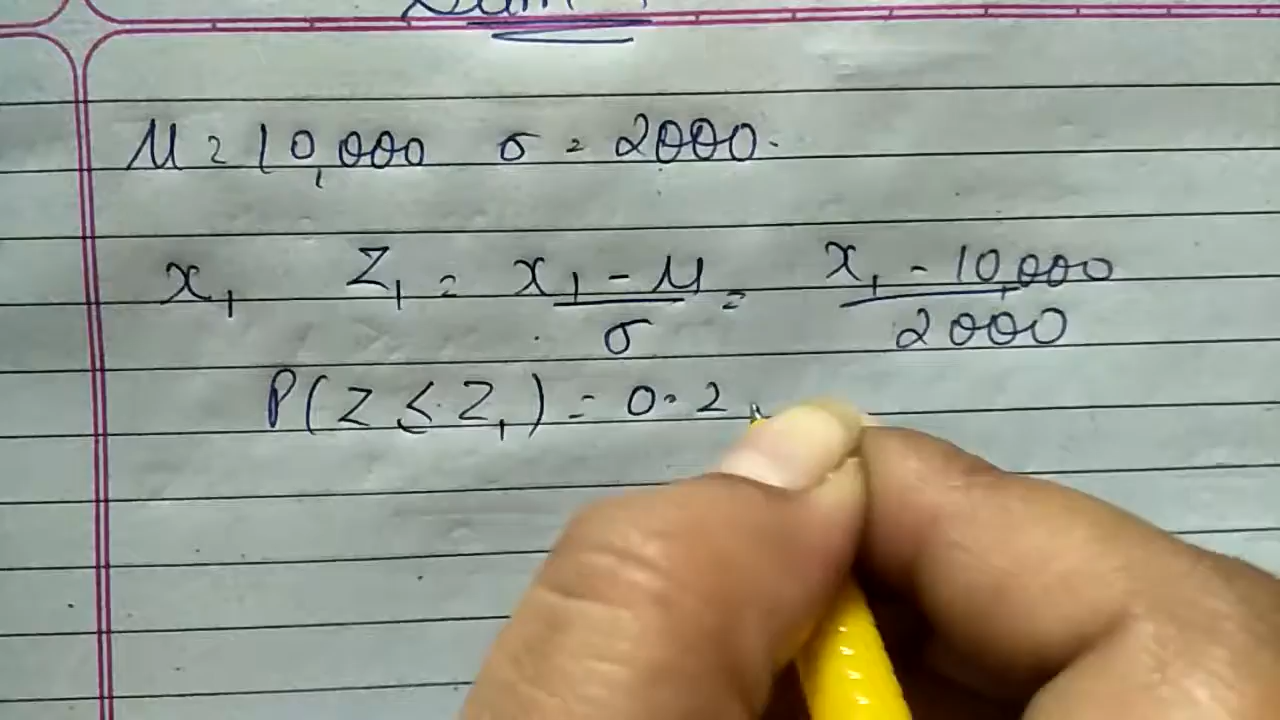 μ = 10,000 σ = 2000.
x₁ Z₁ = x₁ - μ / σ = x₁ - 10,000 / 2000
P(Z ≤ Z₁) = 0.2